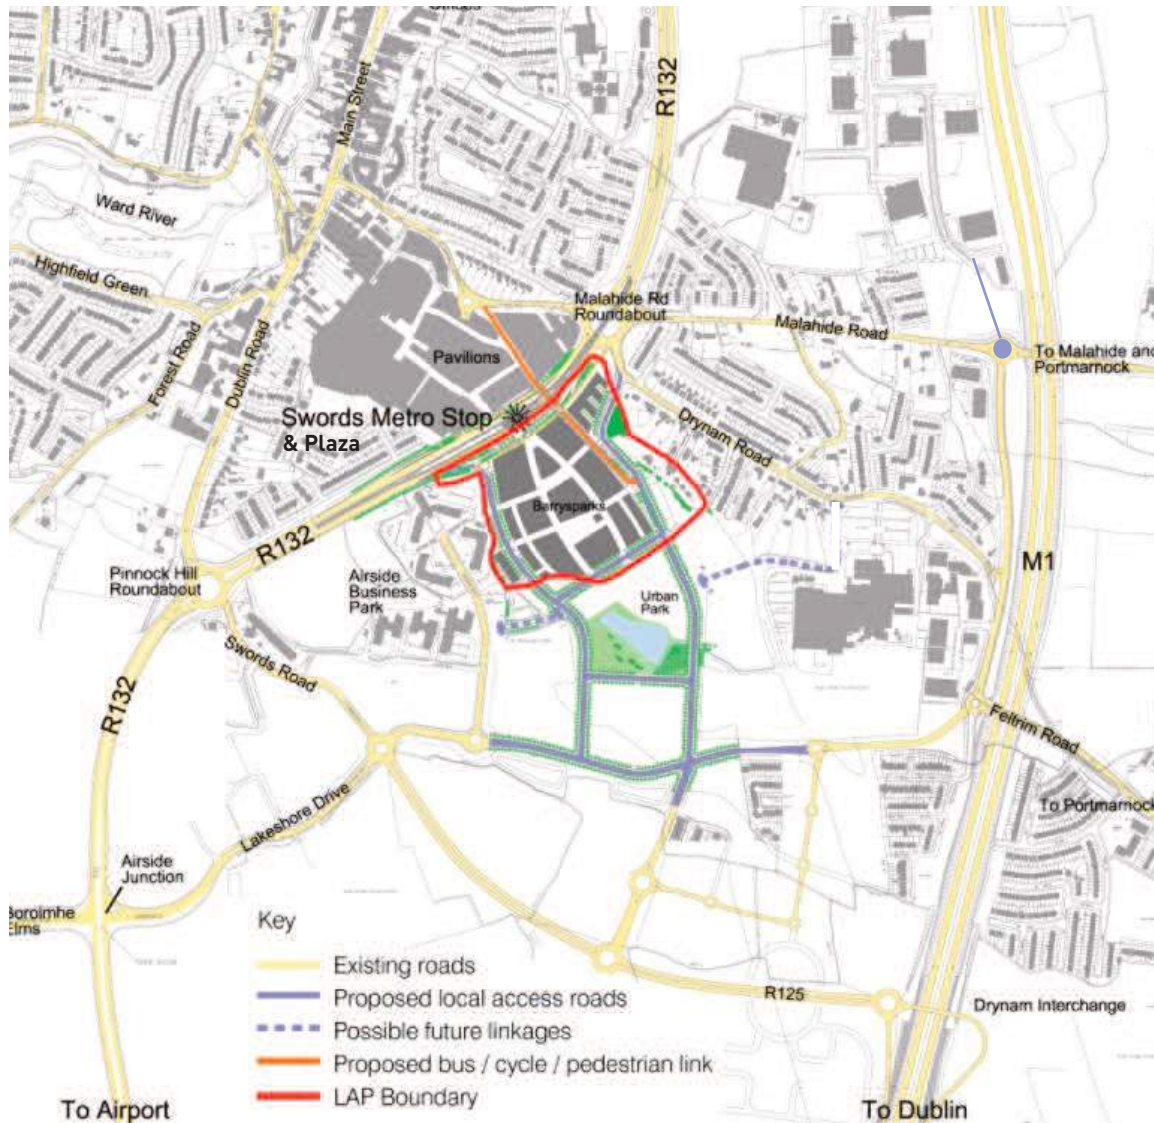 R132
Main Street
Ward River
Highfield Green
Forest Road
Dublin Road
Malahide Rd
Roundabout
Malahide Road
To Malahide and
Portmarnock
Pavilions
Swords Metro Stop
& Plaza
Drynam Road
Barrysparks
R132
M1
Pinnock Hill
Roundabout
Airside
Business
Park
Urban
Park
Swords Road
R132
Feltrim Road
To Portmarnock
Lakeshore Drive
Airside
Junction
Borolmhe
Elms
Key
Existing roads
Proposed local access roads
Possible future linkages
Proposed bus / cycle / pedestrian link
LAP Boundary
R125
Drynam Interchange
To Airport
To Dublin